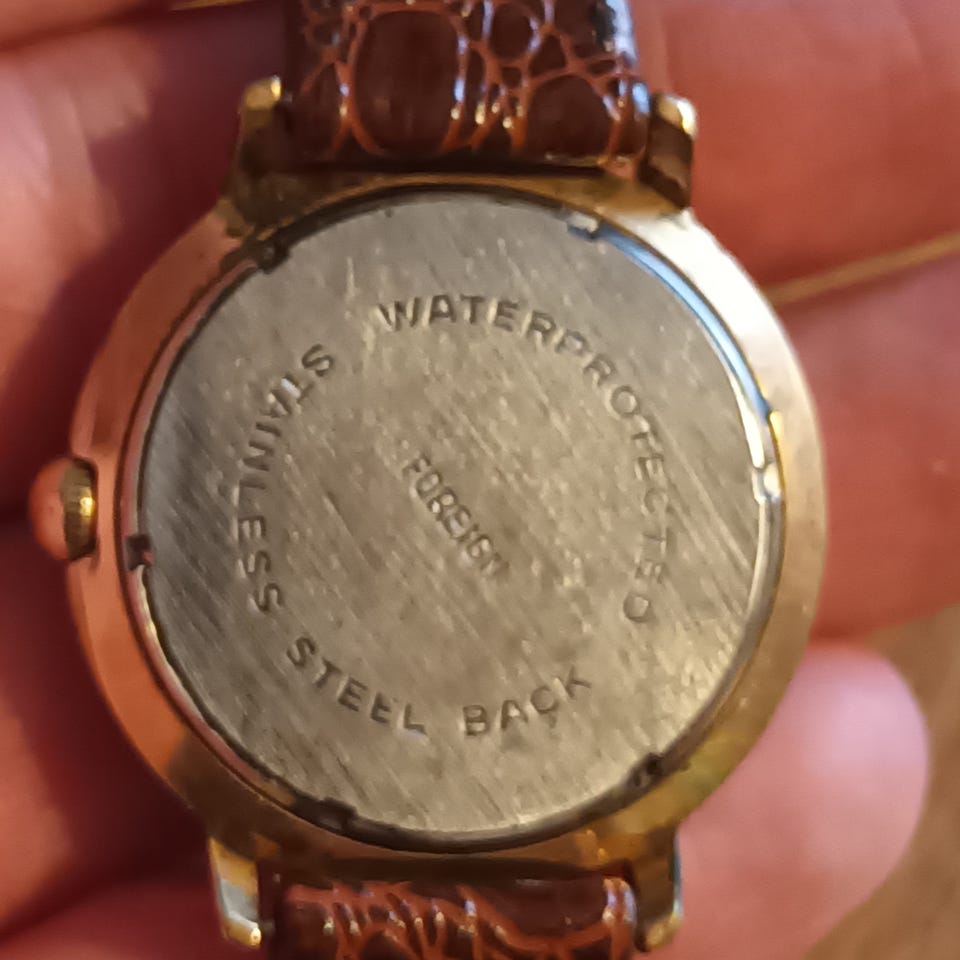 WATERPROTECTED
STAINLESS STEEL BACK
FOREIGN